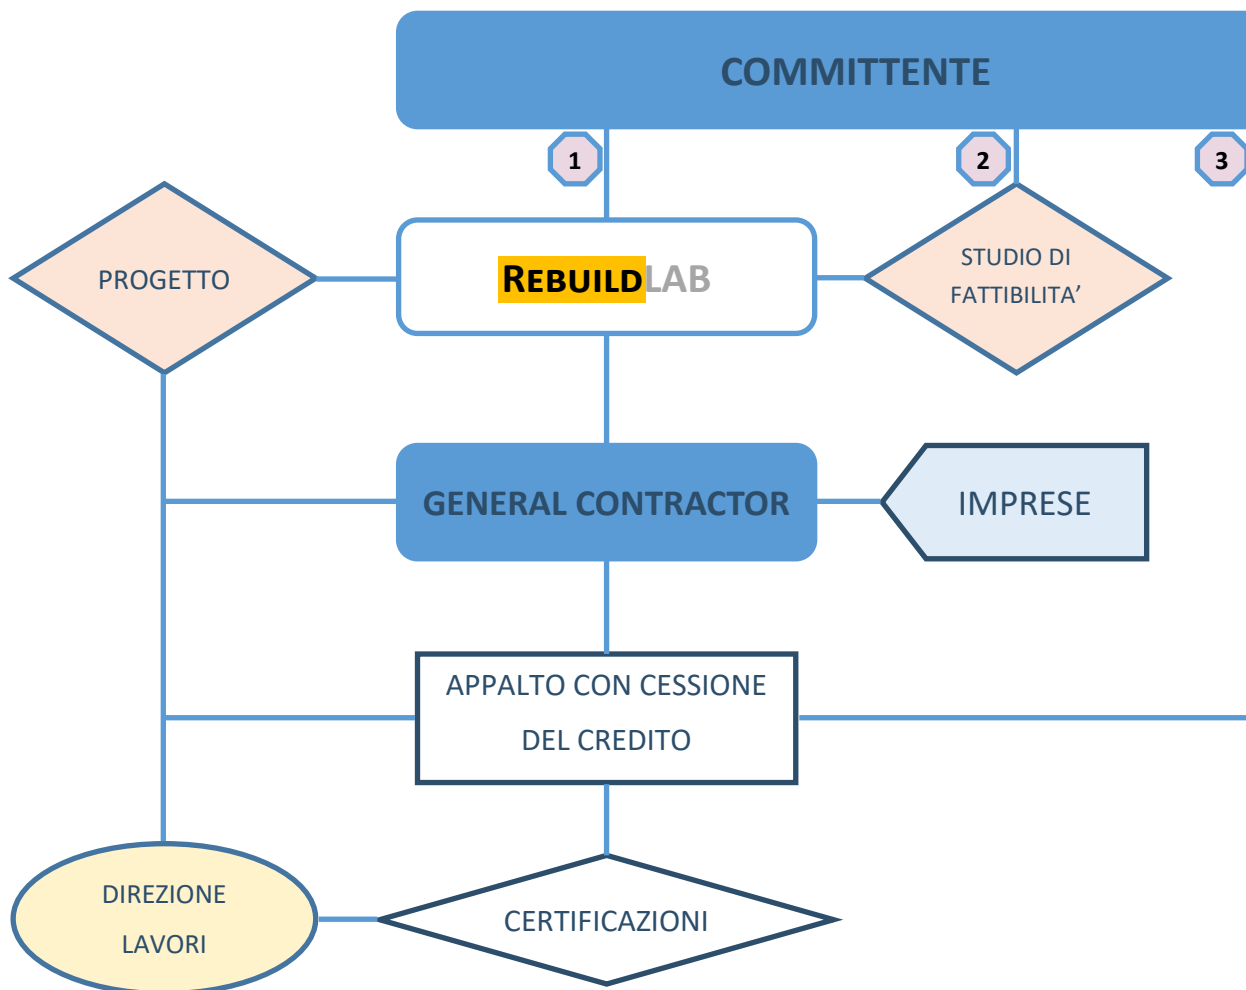 COMMITTENTE
1
2
3
PROGETTO
REBUILDLAB
STUDIO DI
FATTIBILITA’
GENERAL CONTRACTOR
IMPRESE
APPALTO CON CESSIONE
DEL CREDITO
DIREZIONE
LAVORI
CERTIFICAZIONI